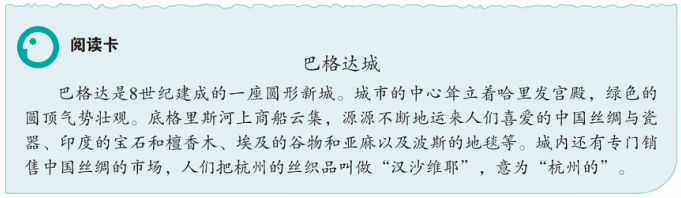 阅读卡
巴格达城
巴格达是8世纪建成的一座圆形新城。城市的中心耸立着哈里发宫殿，绿色的
圆顶气势壮观。底格里斯河上商船云集，源源不断地运来人们喜爱的中国丝绸与瓷
器、印度的宝石和檀香木、埃及的谷物和亚麻以及波斯的地毯等。城内还有专门销
售中国丝绸的市场，人们把杭州的丝织品叫做“汉沙维耶”，意为“杭州的”。